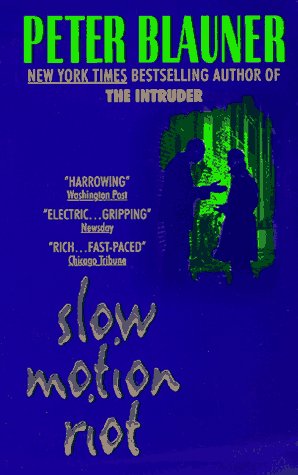 PETER BLAUNER
NEW YORK TIMES BESTSELLING AUTHOR OF
THE INTRUDER
"HARROWING"
Washington Post
"ELECTRIC...GRIPPING"
Newsday
"RICH...FAST-PACED"
Chicago Tribune
slow
motion
riot